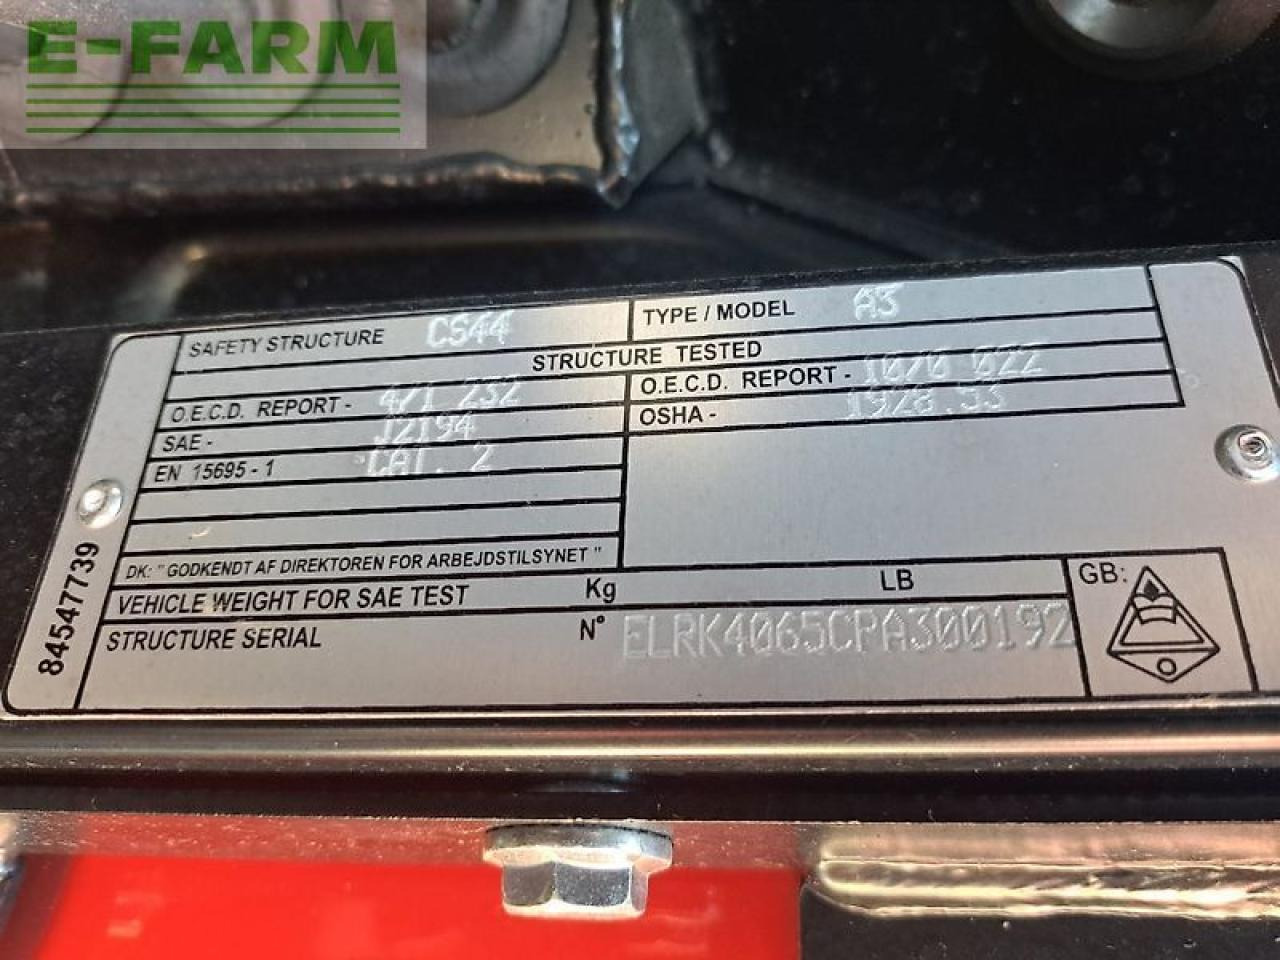 E-FARM
SAFETY STRUCTURE CS44 TYPE / MODEL A3
STRUCTURE TESTED
O.E.C.D. REPORT - 4/1 232 O.E.C.D. REPORT - 10/0 022
SAE - J2194 OSHA - 1928.53
EN 15695 - 1 CAT. 2
DK: " GODKENDT AF DIREKTOREN FOR ARBEJDSTILSYNET "
VEHICLE WEIGHT FOR SAE TEST Kg LB GB:
STRUCTURE SERIAL N° ELRK4065CPA300192
84547739